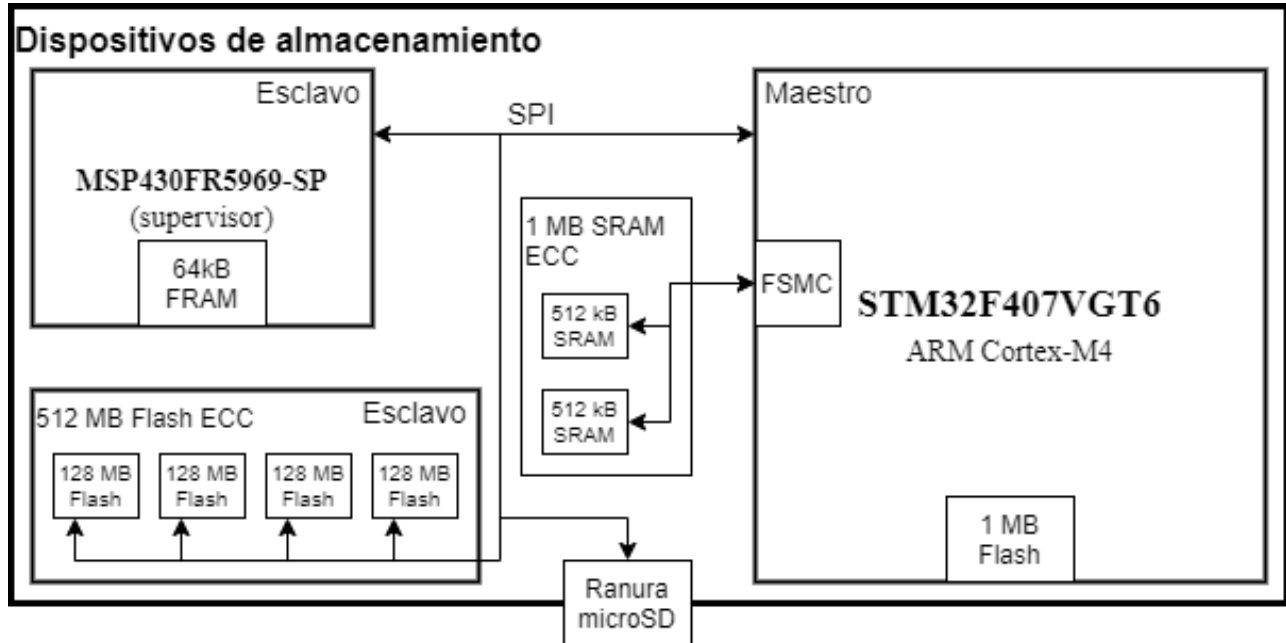 Dispositivos de almacenamiento
Esclavo
MSP430FR5969-SP
(supervisor)
64kB
FRAM
SPI
Maestro
1 MB SRAM
ECC
512 kB
SRAM
512 kB
SRAM
FSMC
STM32F407VGT6
ARM Cortex-M4
1 MB
Flash
512 MB Flash ECC
Esclavo
128 MB
Flash
128 MB
Flash
128 MB
Flash
128 MB
Flash
Ranura
microSD